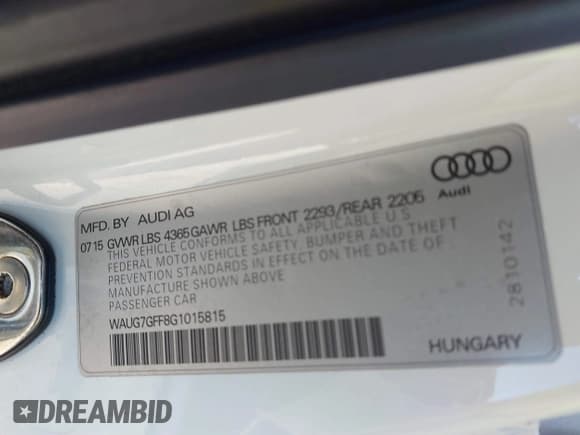 MFD. BY AUDI AG
Audi
07 15 GVWR LBS 4365 GAWR LBS FRONT 2293/REAR 2205
THIS VEHICLE CONFORMS TO ALL APPLICABLE U.S
FEDERAL MOTOR VEHICLE SAFETY, BUMPER AND THEFT
PREVENTION STANDARDS IN EFFECT ON THE DATE OF
MANUFACTURE SHOWN ABOVE
PASSENGER CAR
WAUG7GFF8G1015815
HUNGARY
2810142
DREAMBID